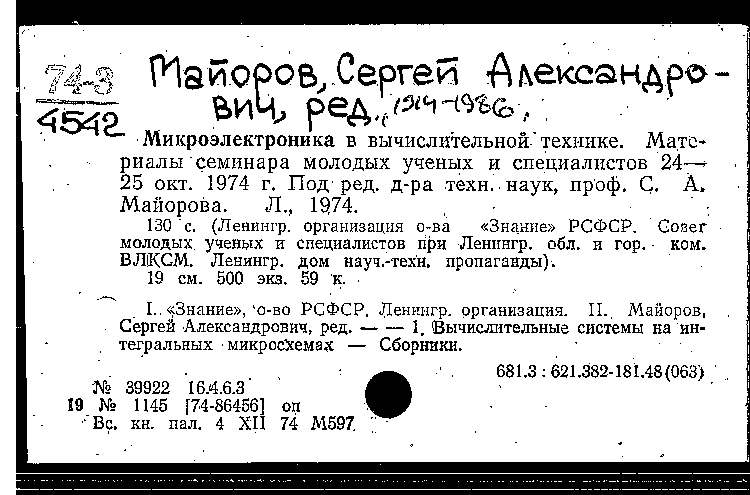 74-3
4542
Майоров, Сергей Александро-
вич, ред., 1914-1986.
Микроэлектроника в вычислительной технике. Мате-
риалы семинара молодых ученых и специалистов 24—
25 окт. 1974 г. Под ред. д-ра техн. наук, проф. С. А.
Майорова. Л., 1974.
130 с. (Ленингр. организация о-ва «Знание» РСФСР. Совет
молодых ученых и специалистов при Ленингр. обл. и гор. ком.
ВЛКСМ. Ленингр. дом науч.-техн. пропаганды).
19 см. 500 экз. 59 к.
I. «Знание», о-во РСФСР. Ленингр. организация. II. Майоров,
Сергей Александрович, ред. — — 1. Вычислительные системы на ин-
тегральных микросхемах — Сборники.
681.3 : 621.382-181.48(063)
№ 39922 16.4.6.3
19 № 1145 [74-86456] оп
Вс. кн. пал. 4 XII 74 М597